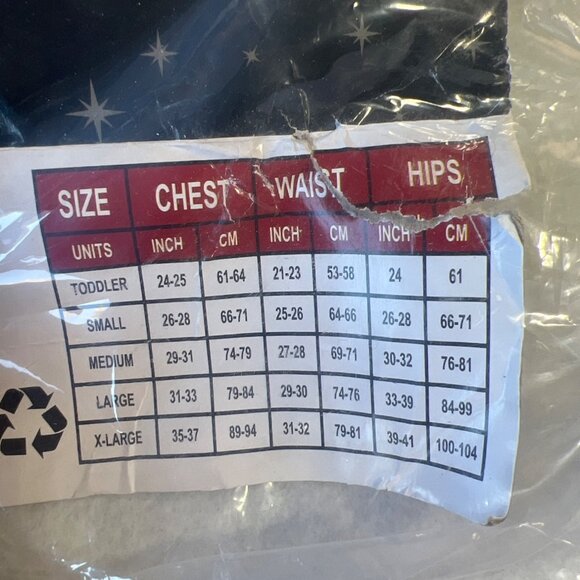 SIZE CHEST WAIST HIPS
UNITS INCH CM INCH CM INCH CM
TODDLER 24-25 61-64 21-23 53-58 24 61
SMALL 26-28 66-71 25-26 64-66 26-28 66-71
MEDIUM 29-31 74-79 27-28 69-71 30-32 76-81
LARGE 31-33 79-84 29-30 74-76 33-39 84-99
X-LARGE 35-37 89-94 31-32 79-81 39-41 100-104